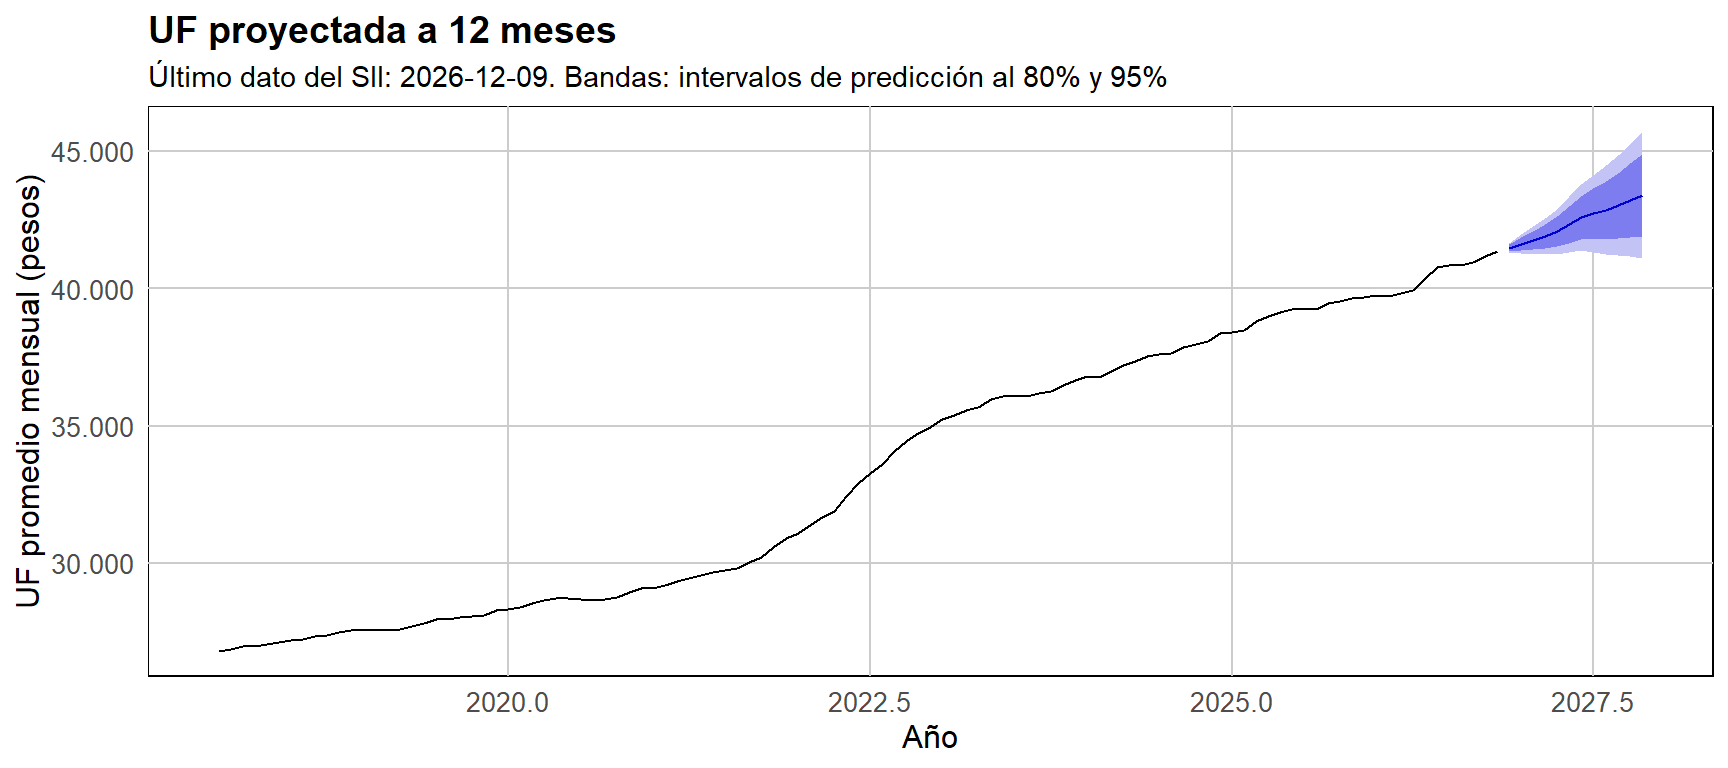 UF proyectada a 12 meses
Último dato del SII: 2026-12-09. Bandas: intervalos de predicción al 80% y 95%
UF promedio mensual (pesos)
45.000
40.000
35.000
30.000
2020.0
2022.5
2025.0
2027.5
Año